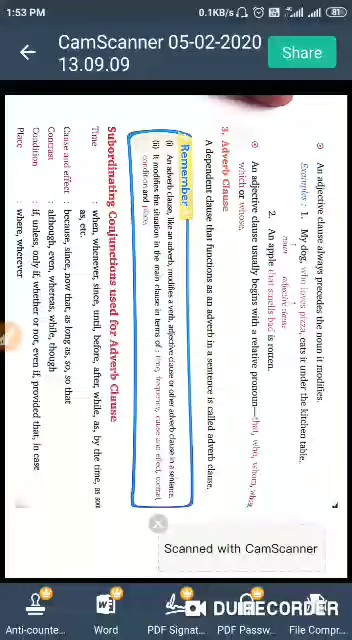 1:53 PM
0.1KB/s
81
CamScanner 05-02-2020
13.09.09
Share
An adjective clause always precedes the noun it modifies.
Examples : 1. My dog, who loves pizza, eats it under the kitchen table.
2. An apple that smells bad is rotten.
noun adjective clause
An adjective clause usually begins with a relative pronoun—that, who, whom,
which or whose.
3. Adverb Clause
A dependent clause that functions as an adverb in a sentence is called adverb clause.
Remember
(i) An adverb clause, like an adverb, modifies a verb, adjective clause or other adverb clause in a sentence.
(ii) It modifies the situation in the main clause in terms of : time, frequency, cause and effect, contrast,
condition and place.
Subordinating Conjunctions used for Adverb Clause
Time : when, whenever, since, until, before, after, while, as, by the time, as soon
as, etc.
Cause and effect : because, since, now that, as long as, so, so that
Contrast : although, even, whereas, while, though
Condition : if, unless, only if, whether or not, even if, provided that, in case
Place : where, wherever
Scanned with CamScanner
Anti-counte...
Word
PDF Signat...
PDF Passw...
File Compr...
DU RECORDER